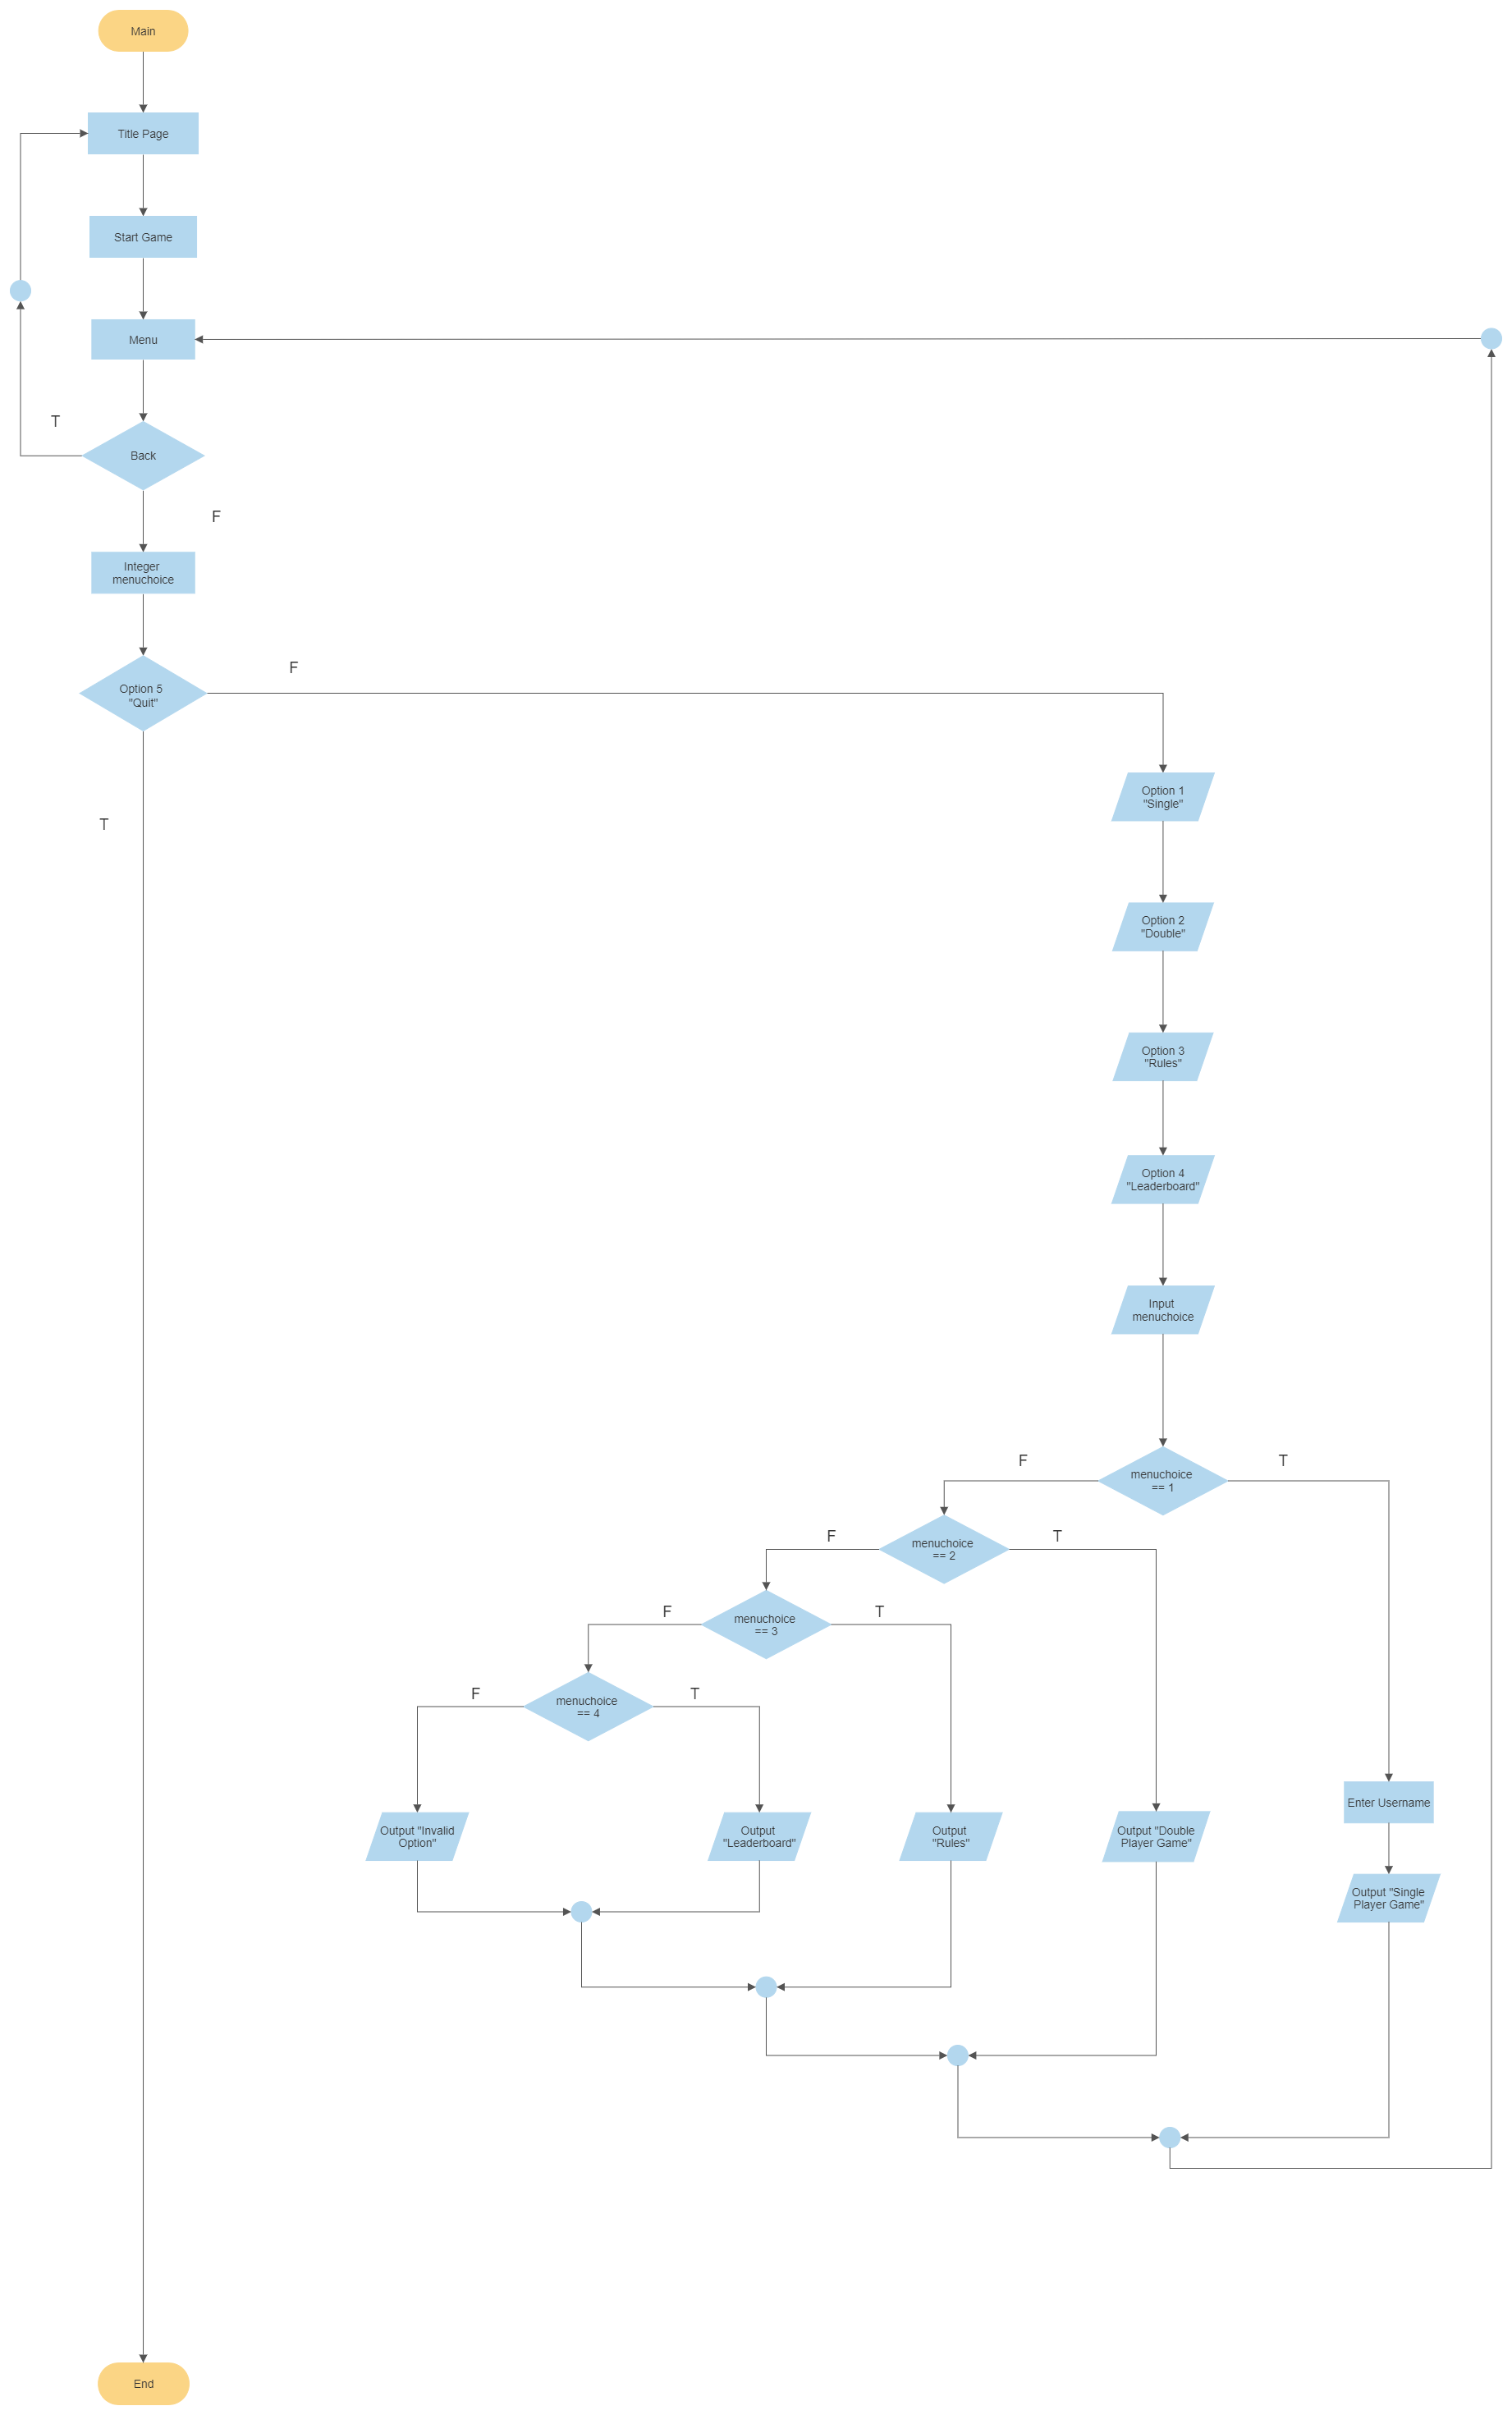 Main
Title Page
Start Game
Menu
T
Back
F
Integer
menuchoice
F
Option 5
"Quit"
T
Option 1
"Single"
Option 2
"Double"
Option 3
"Rules"
Option 4
"Leaderboard"
Input
menuchoice
F
T
menuchoice
== 1
F
T
menuchoice
== 2
F
T
menuchoice
== 3
F
T
menuchoice
== 4
Enter Username
Output "Invalid
Option"
Output
"Leaderboard"
Output
"Rules"
Output "Double
Player Game"
Output "Single
Player Game"
End